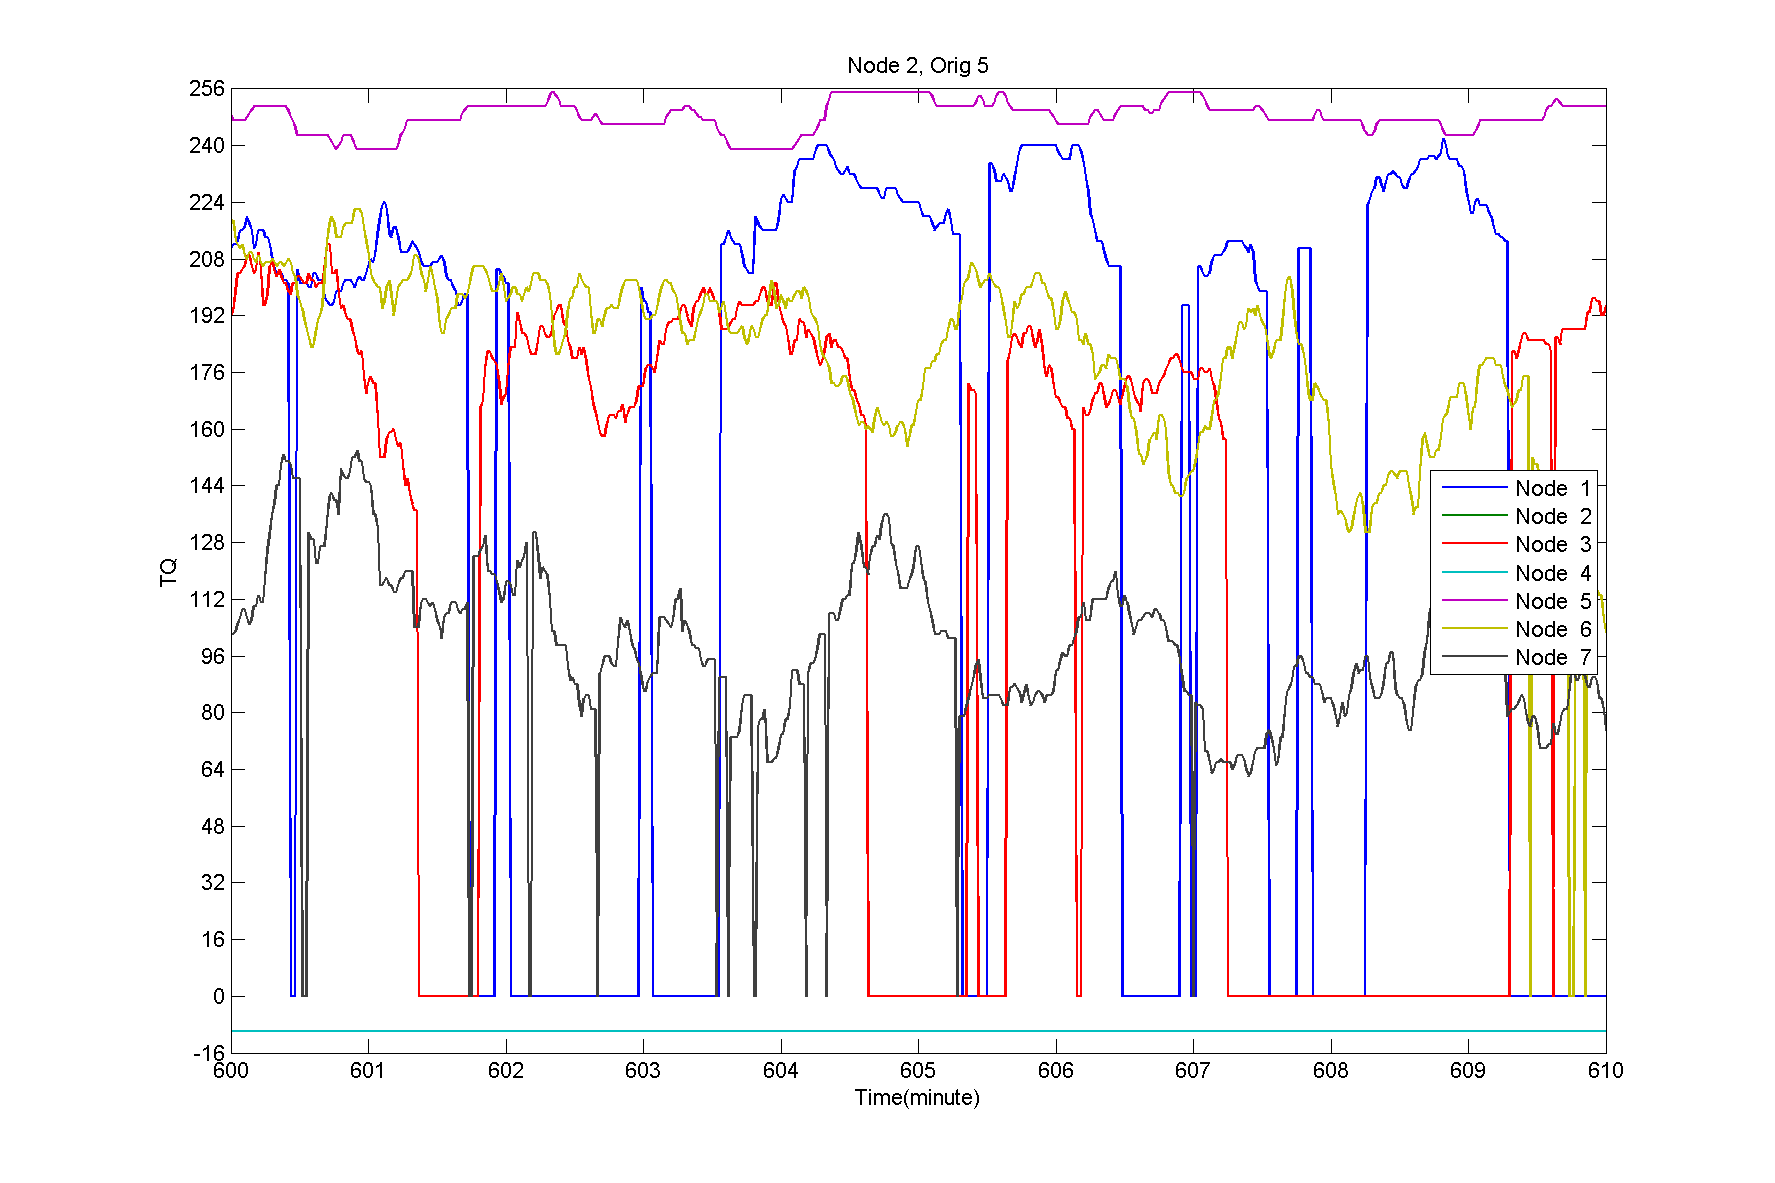 Node 2, Orig 5
TQ
256
240
224
208
192
176
160
144
128
112
96
80
64
48
32
16
0
-16
Node 1
Node 2
Node 3
Node 4
Node 5
Node 6
Node 7
600 601 602 603 604 605 606 607 608 609 610
Time(minute)